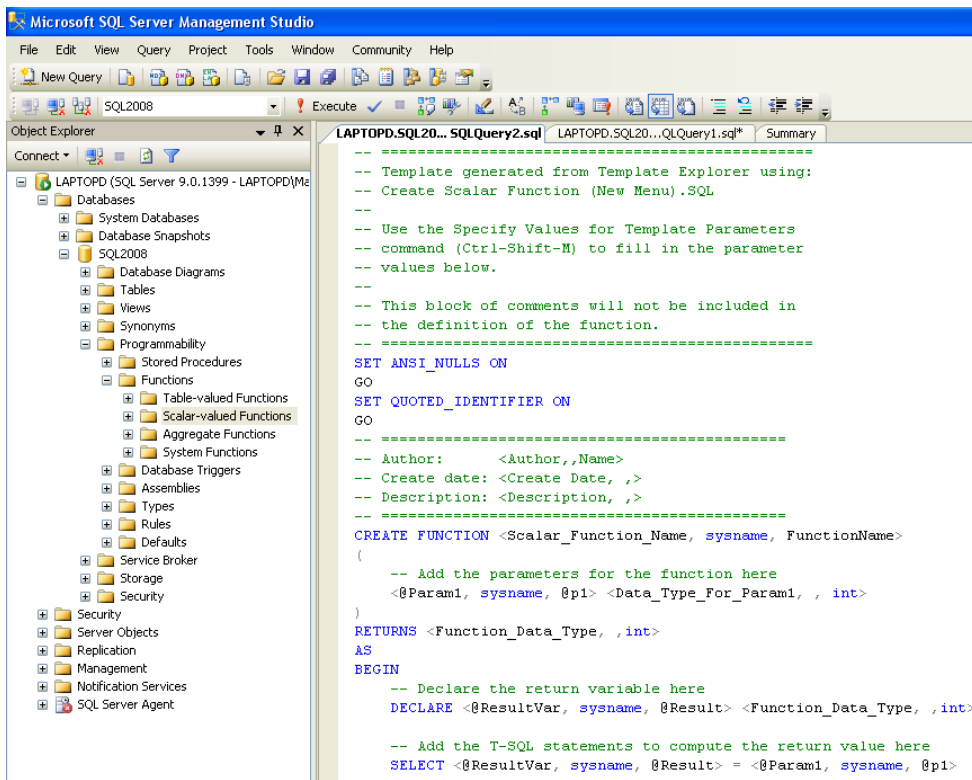 Microsoft SQL Server Management Studio
File Edit View Query Project Tools Window Community Help
New Query
SQL2008 Execute
Object Explorer
Connect
LAPTOPD (SQL Server 9.0.1399 - LAPTOPD\Ma
Databases
System Databases
Database Snapshots
SQL2008
Database Diagrams
Tables
Views
Synonyms
Programmability
Stored Procedures
Functions
Table-valued Functions
Scalar-valued Functions
Aggregate Functions
System Functions
Database Triggers
Assemblies
Types
Rules
Defaults
Service Broker
Storage
Security
Security
Server Objects
Replication
Management
Notification Services
SQL Server Agent
LAPTOPD.SQL20... SQLQuery2.sql LAPTOPD.SQL20...QLQuery1.sql* Summary
-- ================================================
-- Template generated from Template Explorer using:
-- Create Scalar Function (New Menu).SQL
--
-- Use the Specify Values for Template Parameters
-- command (Ctrl-Shift-M) to fill in the parameter
-- values below.
--
-- This block of comments will not be included in
-- the definition of the function.
-- ================================================
SET ANSI_NULLS ON
GO
SET QUOTED_IDENTIFIER ON
GO
-- =============================================
-- Author: <Author,,Name>
-- Create date: <Create Date, ,>
-- Description: <Description, ,>
-- =============================================
CREATE FUNCTION <Scalar_Function_Name, sysname, FunctionName>
(
-- Add the parameters for the function here
<@Param1, sysname, @p1> <Data_Type_For_Param1, , int>
)
RETURNS <Function_Data_Type, ,int>
AS
BEGIN
-- Declare the return variable here
DECLARE <@ResultVar, sysname, @Result> <Function_Data_Type, ,int>
-- Add the T-SQL statements to compute the return value here
SELECT <@ResultVar, sysname, @Result> = <@Param1, sysname, @p1>